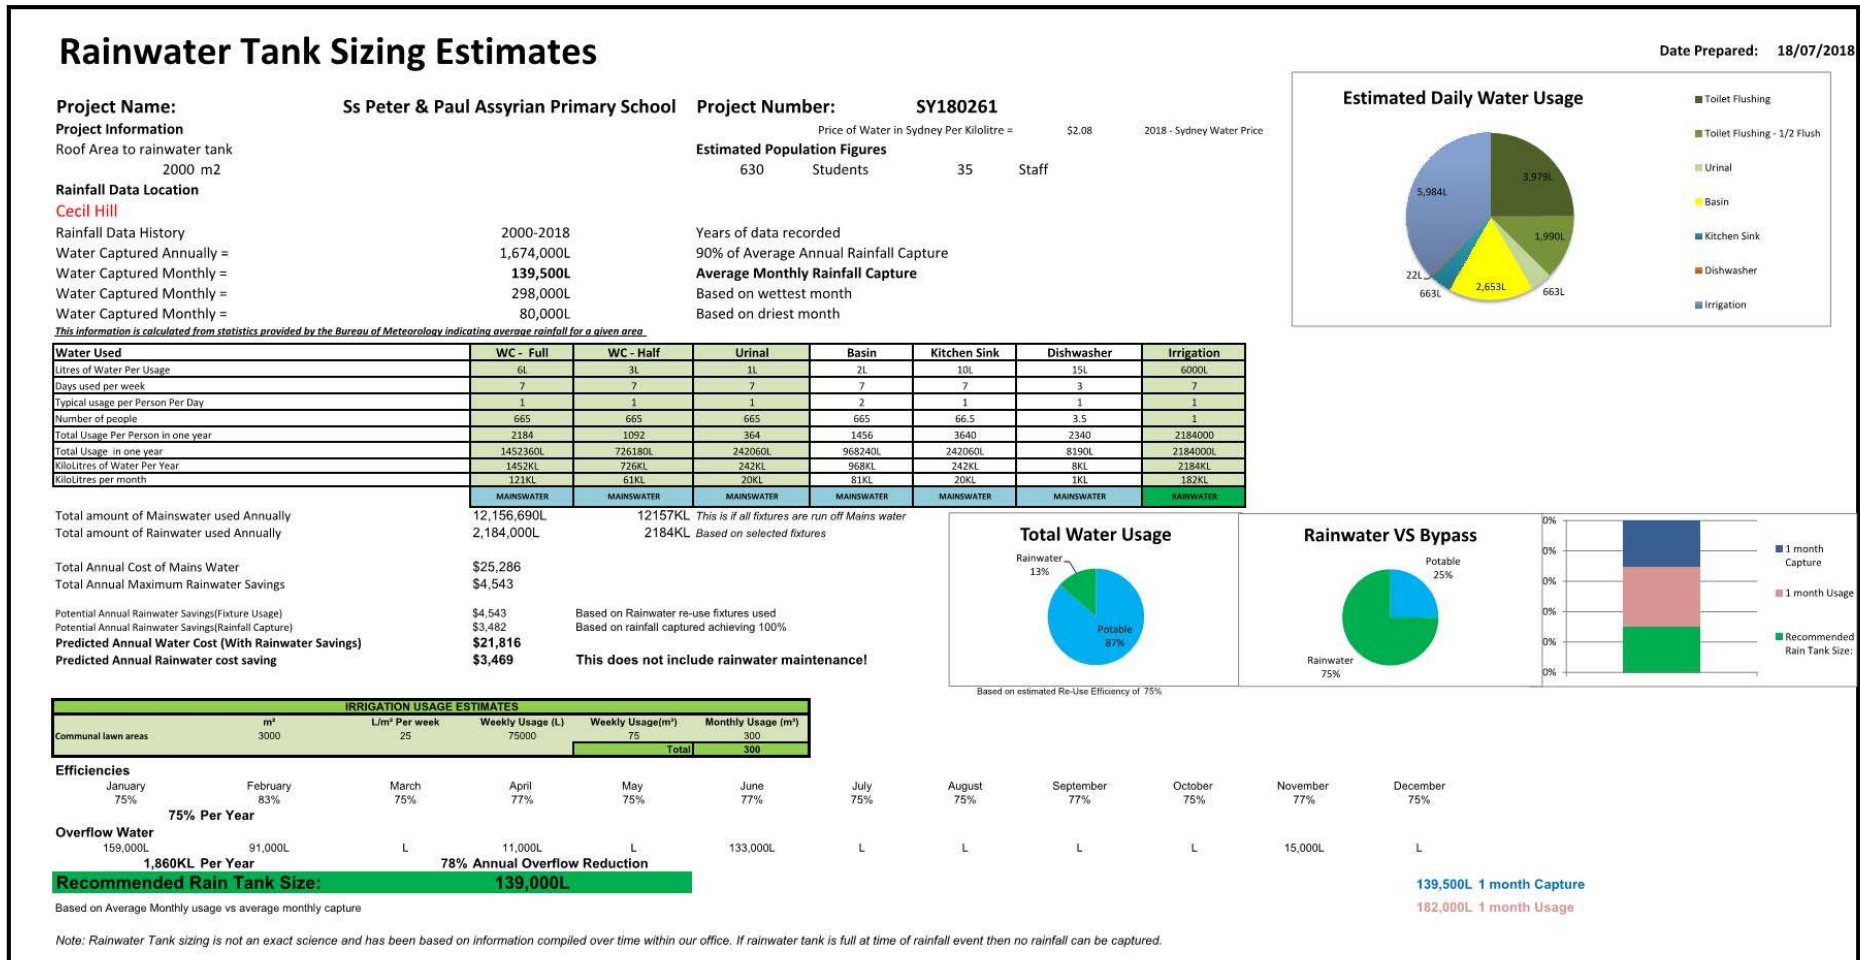 Rainwater Tank Sizing Estimates
Date Prepared: 18/07/2018
Project Name: Ss Peter & Paul Assyrian Primary School Project Number: SY180261
Project Information Price of Water in Sydney Per Kilolitre = $2.08 2018 - Sydney Water Price
Roof Area to rainwater tank Estimated Population Figures
2000 m2 630 Students 35 Staff
Rainfall Data Location
Cecil Hill
Rainfall Data History 2000-2018 Years of data recorded
Water Captured Annually = 1,674,000L 90% of Average Annual Rainfall Capture
Water Captured Monthly = 139,500L Average Monthly Rainfall Capture
Water Captured Monthly = 298,000L Based on wettest month
Water Captured Monthly = 80,000L Based on driest month
This information is calculated from statistics provided by the Bureau of Meteorology indicating average rainfall for a given area
Estimated Daily Water Usage
3,979L
1,990L
663L
2,653L
663L
22L
5,984L
Toilet Flushing
Toilet Flushing - 1/2 Flush
Urinal
Basin
Kitchen Sink
Dishwasher
Irrigation
Water Used WC - Full WC - Half Urinal Basin Kitchen Sink Dishwasher Irrigation
Litres of Water Per Usage 6L 3L 1L 2L 10L 15L 6000L
Days used per week 7 7 7 7 7 3 7
Typical usage per Person Per Day 1 1 1 2 1 1 1
Number of people 665 665 665 665 66.5 3.5 1
Total Usage Per Person in one year 2184 1092 364 1456 3640 2340 2184000
Total Usage in one year 1452360L 726180L 242060L 968240L 242060L 8190L 2184000L
KiloLitres of Water Per Year 1452KL 726KL 242KL 968KL 242KL 8KL 2184KL
KiloLitres per month 121KL 61KL 20KL 81KL 20KL 1KL 182KL
MAINSWATER MAINSWATER MAINSWATER MAINSWATER MAINSWATER MAINSWATER RAINWATER
Total amount of Mainswater used Annually 12,156,690L 12157KL This is if all fixtures are run off Mains water
Total amount of Rainwater used Annually 2,184,000L 2184KL Based on selected fixtures
Total Annual Cost of Mains Water $25,286
Total Annual Maximum Rainwater Savings $4,543
Potential Annual Rainwater Savings(Fixture Usage) $4,543 Based on Rainwater re-use fixtures used
Potential Annual Rainwater Savings(Rainfall Capture) $3,482 Based on rainfall captured achieving 100%
Predicted Annual Water Cost (With Rainwater Savings) $21,816
Predicted Annual Rainwater cost saving $3,469 This does not include rainwater maintenance!
Total Water Usage
Rainwater
13%
Potable
87%
Based on estimated Re-Use Efficiency of 75%
Rainwater VS Bypass
Potable
25%
Rainwater
75%
0%
0%
0%
0%
0%
0%
1 month
Capture
1 month Usage
Recommended
Rain Tank Size:
IRRIGATION USAGE ESTIMATES
m² L/m² Per week Weekly Usage (L) Weekly Usage(m³) Monthly Usage (m³)
Communal lawn areas 3000 25 75000 75 300
Total 300
Efficiencies
January February March April May June July August September October November December
75% 83% 75% 77% 75% 77% 75% 75% 77% 75% 77% 75%
75% Per Year
Overflow Water
159,000L 91,000L L 11,000L L 133,000L L L L L 15,000L L
1,860KL Per Year 78% Annual Overflow Reduction
Recommended Rain Tank Size: 139,000L
139,500L 1 month Capture
Based on Average Monthly usage vs average monthly capture
182,000L 1 month Usage
Note: Rainwater Tank sizing is not an exact science and has been based on information compiled over time within our office. If rainwater tank is full at time of rainfall event then no rainfall can be captured.